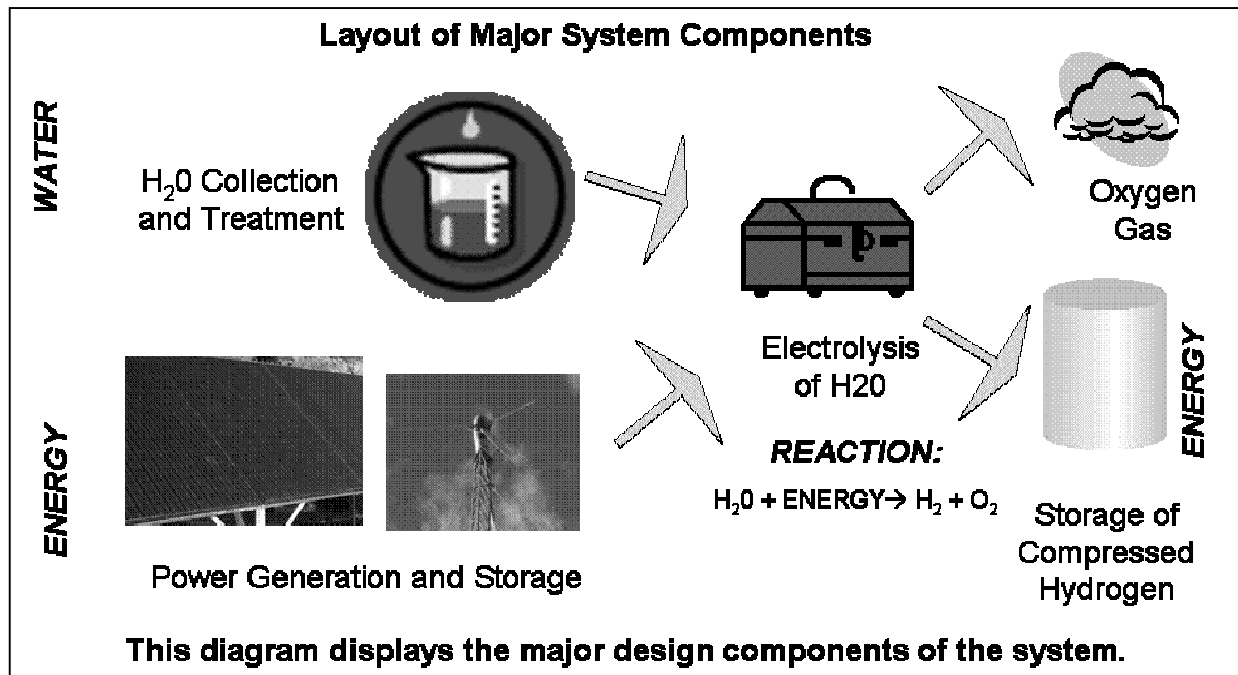 Layout of Major System Components
WATER
H₂0 Collection
and Treatment
Oxygen
Gas
Electrolysis
of H20
ENERGY
ENERGY
REACTION:
H₂0 + ENERGY→ H₂ + O₂
Power Generation and Storage
Storage of
Compressed
Hydrogen
This diagram displays the major design components of the system.